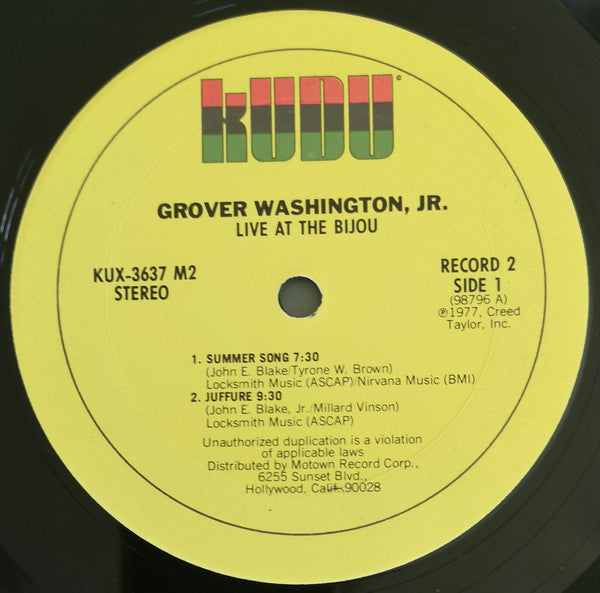 KUDU
GROVER WASHINGTON, JR.
LIVE AT THE BIJOU
KUX-3637 M2
STEREO
RECORD 2
SIDE 1
(98796 A)
℗1977, Creed
Taylor, Inc.
1. SUMMER SONG 7:30
(John E. Blake/Tyrone W. Brown)
Locksmith Music (ASCAP)/Nirvana Music (BMI)
2. JUFFURE 9:30
(John E. Blake, Jr./Millard Vinson)
Locksmith Music (ASCAP)
Unauthorized duplication is a violation
of applicable laws
Distributed by Motown Record Corp.,
6255 Sunset Blvd.,
Hollywood, Calif. 90028